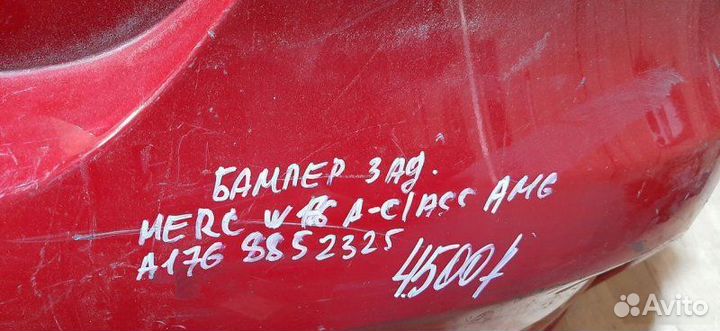 БАМПЕР ЗАД.
MERC W176 A-CLASS AMG
A176 8852325
4500
Avito